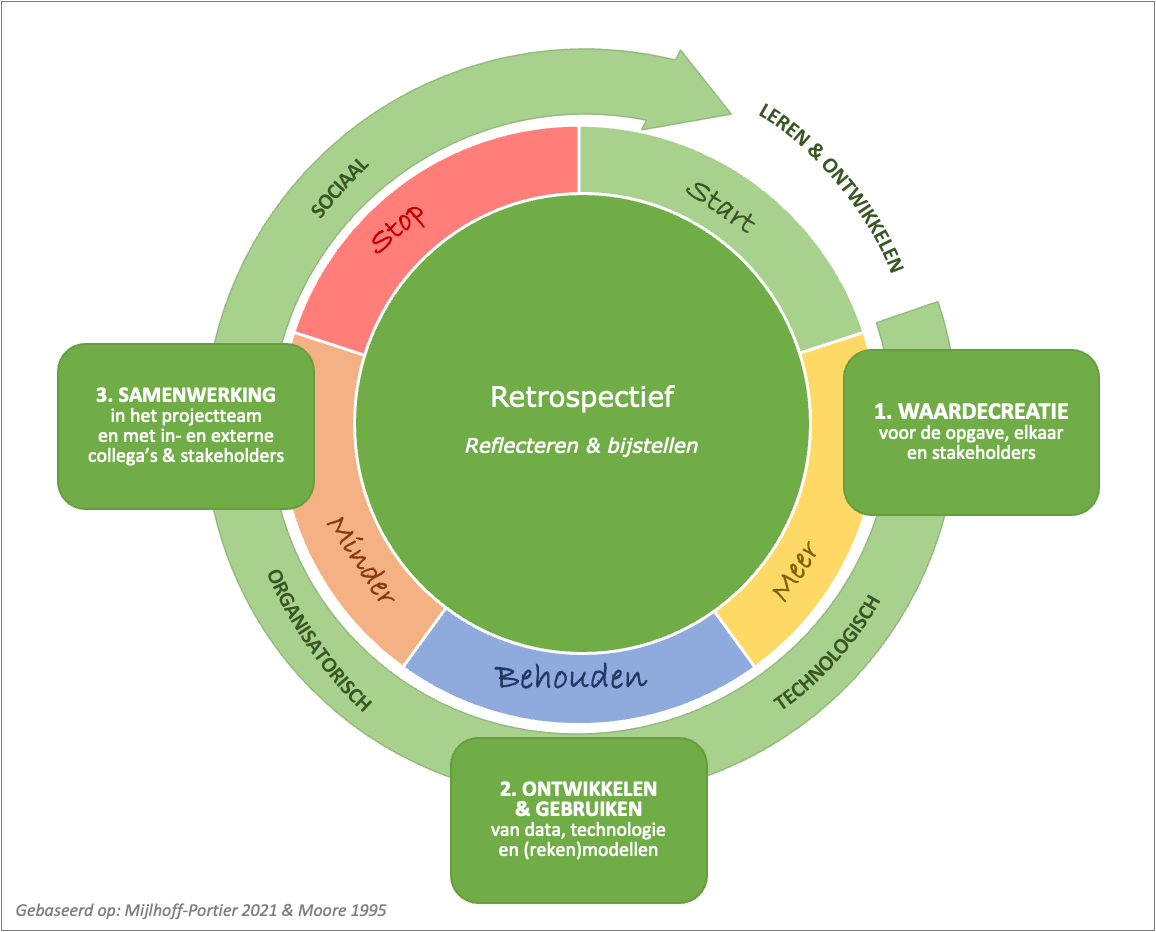 LEREN & ONTWIKKELEN
SOCIAAL
Start
Stop
Retrospectief
Reflecteren & bijstellen
1. WAARDECREATIE
voor de opgave, elkaar
en stakeholders
3. SAMENWERKING
in het projectteam
en met in- en externe
collega’s & stakeholders
Meer
Minder
Behouden
TECHNOLOGISCH
ORGANISATORISCH
2. ONTWIKKELEN
& GEBRUIKEN
van data, technologie
en (reken)modellen
Gebaseerd op: Mijlhoff-Portier 2021 & Moore 1995